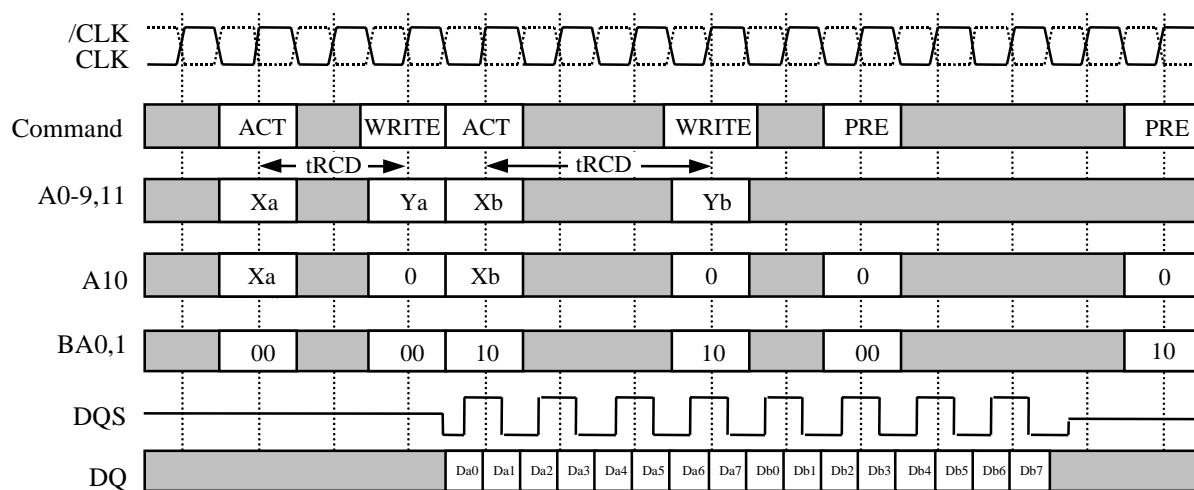 /CLK
CLK
Command ACT WRITE ACT WRITE PRE PRE
tRCD tRCD
A0-9,11 Xa Ya Xb Yb
A10 Xa 0 Xb 0 0 0
BA0,1 00 00 10 10 00 10
DQS
DQ Da0 Da1 Da2 Da3 Da4 Da5 Da6 Da7 Db0 Db1 Db2 Db3 Db4 Db5 Db6 Db7